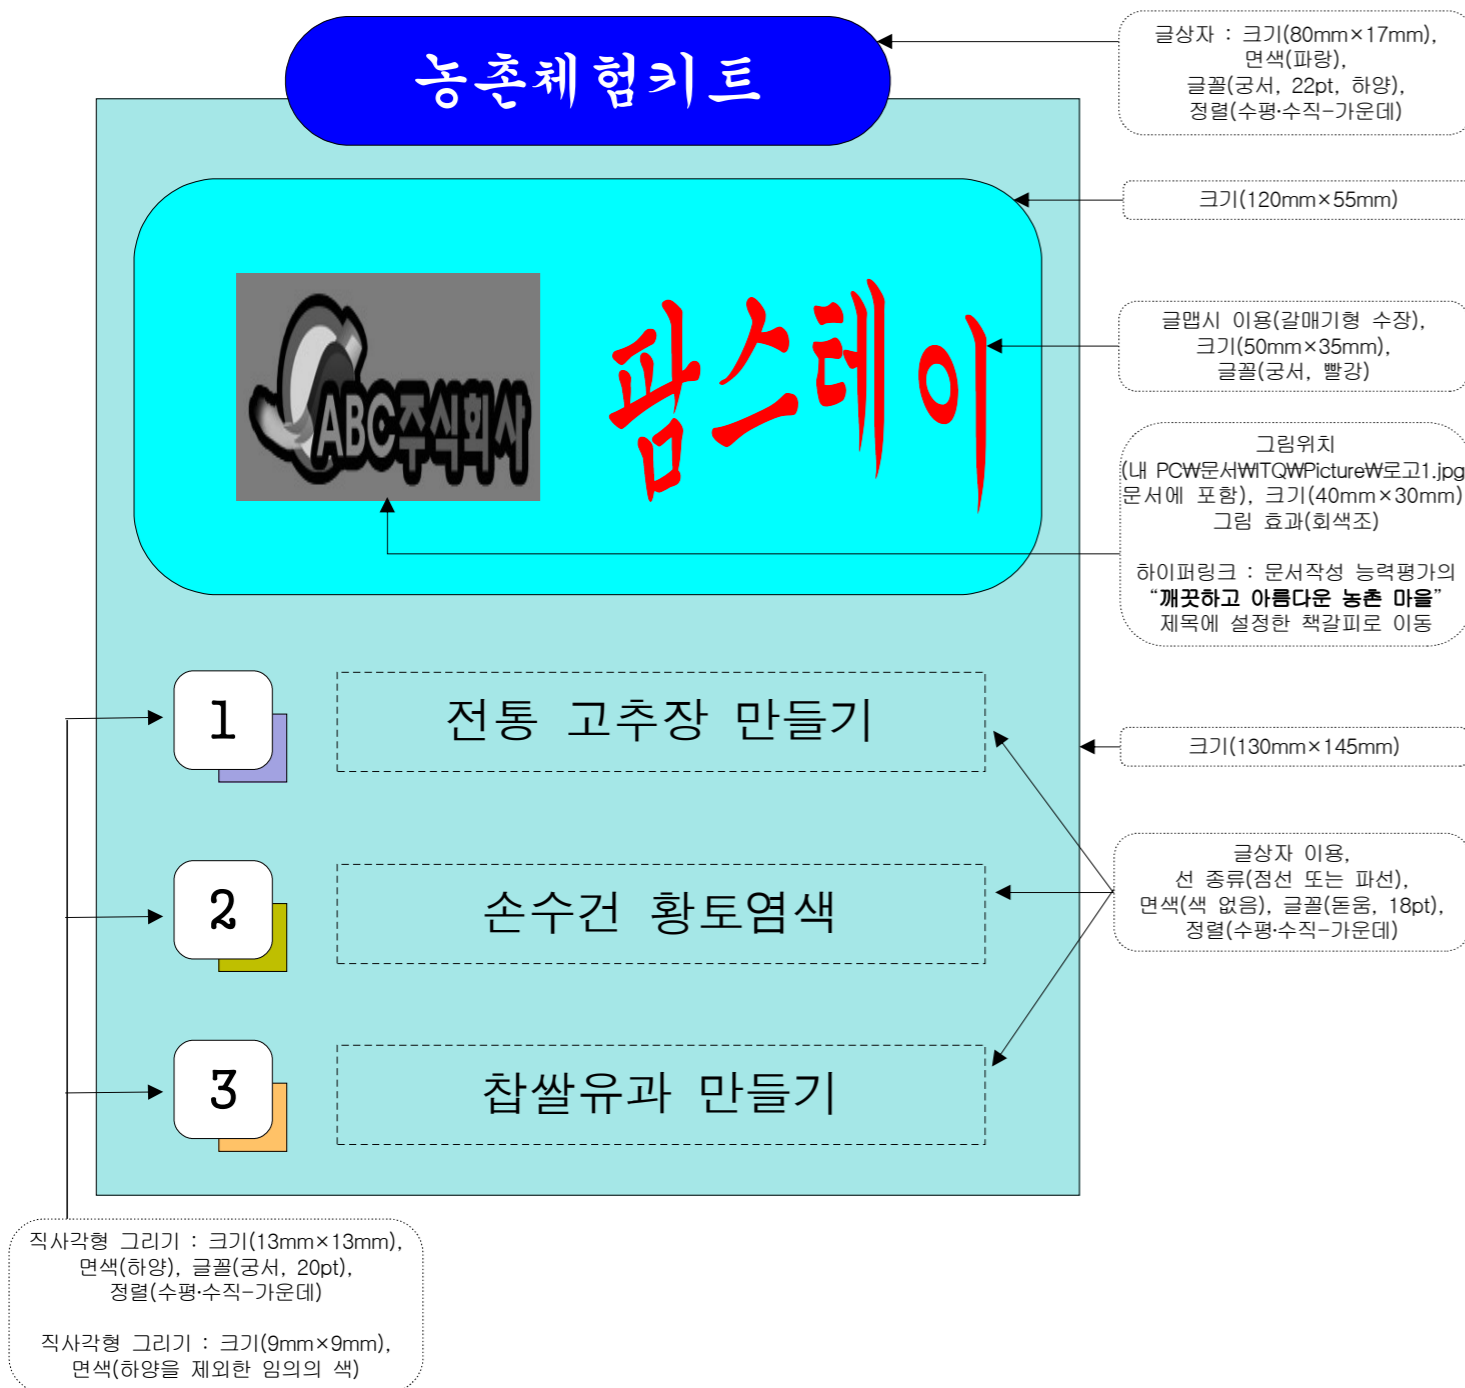 농촌체험키트
글상자 : 크기(80mm×17mm),
면색(파랑),
글꼴(궁서, 22pt, 하양),
정렬(수평·수직-가운데)
크기(120mm×55mm)
ABC주식회사
팜스테이
글맵시 이용(갈매기형 수장),
크기(50mm×35mm),
글꼴(궁서, 빨강)
그림위치
(내 PC₩문서₩ITQ₩Picture₩로고1.jpg
문서에 포함), 크기(40mm×30mm)
그림 효과(회색조)
하이퍼링크 : 문서작성 능력평가의
“깨끗하고 아름다운 농촌 마을”
제목에 설정한 책갈피로 이동
1
전통 고추장 만들기
크기(130mm×145mm)
2
손수건 황토염색
글상자 이용,
선 종류(점선 또는 파선),
면색(색 없음), 글꼴(돋움, 18pt),
정렬(수평·수직-가운데)
3
찹쌀유과 만들기
직사각형 그리기 : 크기(13mm×13mm),
면색(하양), 글꼴(궁서, 20pt),
정렬(수평·수직-가운데)
직사각형 그리기 : 크기(9mm×9mm),
면색(하양을 제외한 임의의 색)